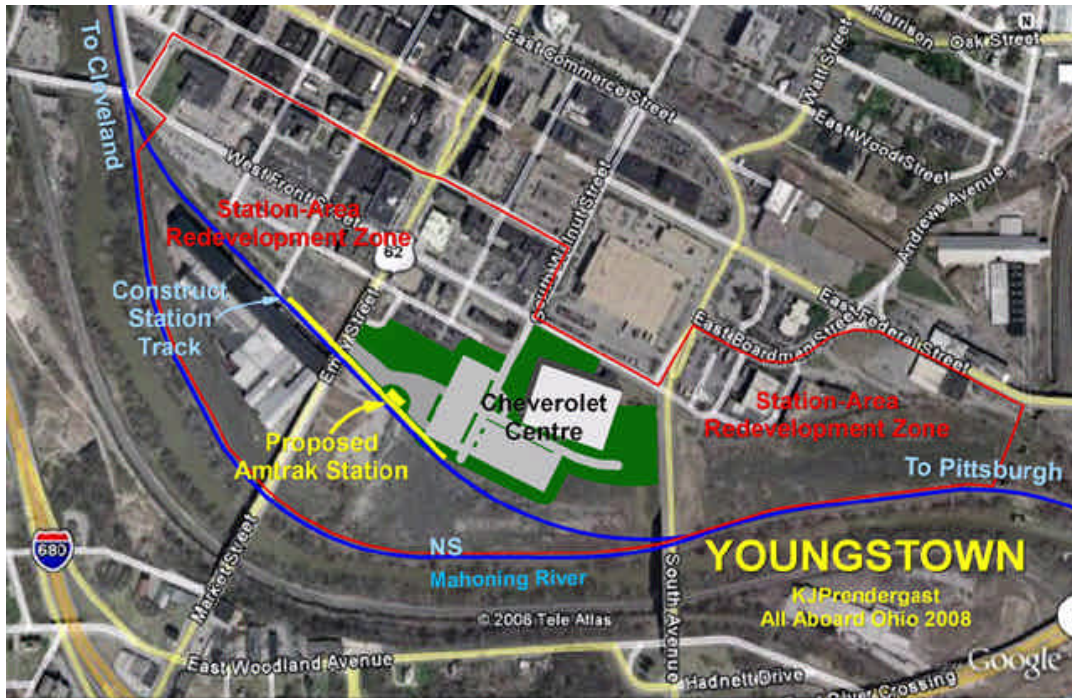 To Cleveland
East Commerce Street
Harrison
N
Oak Street
Watt Street
East Wood Street
Andrews Avenue
West Front
South Walnut Street
Station-Area
Redevelopment Zone
62
Construct
Station
Track
East Boardman Street
East Federal Street
Cheverolet
Centre
Station-Area
Redevelopment Zone
Proposed
Amtrak Station
To Pittsburgh
680
Market Street
NS
Mahoning River
YOUNGSTOWN
KJPrendergast
All Aboard Ohio 2008
© 2008 Tele Atlas
South Avenue
East Woodland Avenue
Hadnett Drive
Google
River Crossing